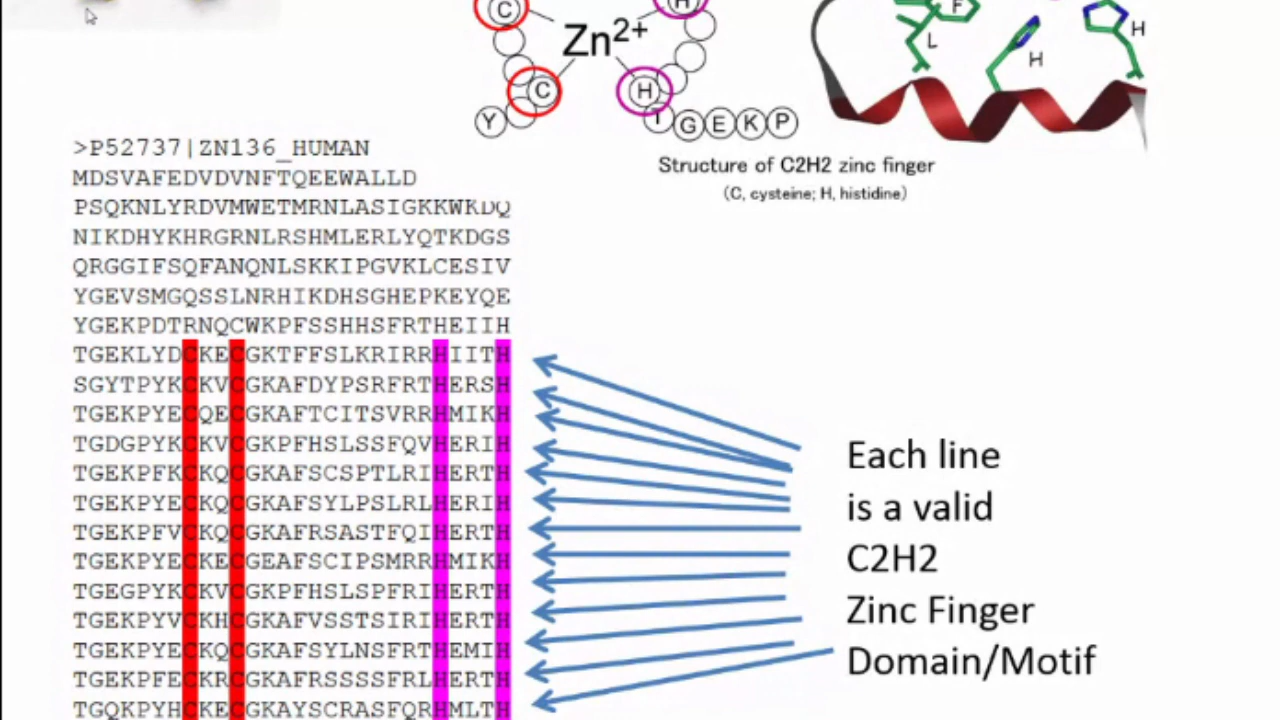 C
H
Zn2+
C
H
Y
T
G E K P
F
L
H
H
Structure of C2H2 zinc finger
(C, cysteine; H, histidine)
>P52737|ZN136_HUMAN
MDSVAFEDVDVNFTQEEWALLD
PSQKNLYRDVMWETMRNLASIGKKWKDQ
NIKDHYKHRGRNLRSHMLERLYQTKDGS
QRGGIFSQFANQNLSKKIPGVKLCESIV
YGEVSMGQSSLNRHIKDHSGHEPKEYQE
YGEKPDTRNQCWKPFSSHHSFRTHEIIH
TGEKLYDCKECGKTFFSLKRIRRHIITH
SGYTPYKCKVCGKAFDYPSRFRTHERSH
TGEKPYECQECGKAFTCITSVRRHMIKH
TGDGPYKCKVCGKPFHSLSSFQVHERIH
TGEKPFKCKQCGKAFSCSPTLRIHERTH
TGEKPYECKQCGKAFSYLPSLRLHERIH
TGEKPFVCKQCGKAFRSASTFQIHERTH
TGEKPYECKECGEAFSCIPSMRRHMIKH
TGEGPYKCKVCGKPFHSLSPFRIHERTH
TGEKPYVCKHCGKAFVSSTSIRIHERTH
TGEKPYECKQCGKAFSYLNSFRTHEMIH
TGEKPFECKRCGKAFRSSSSFRLHERTH
TGQKPYHCKECGKAYSCRASFQRHMLTH
Each line
is a valid
C2H2
Zinc Finger
Domain/Motif